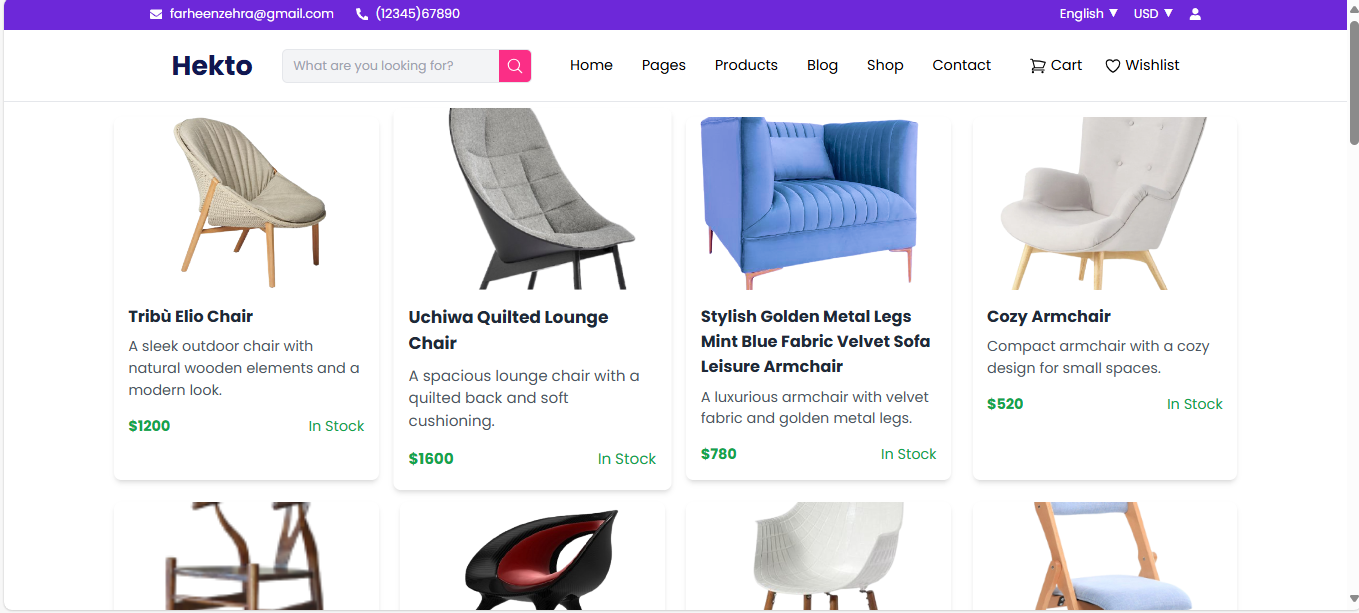 farheenzehra@gmail.com (12345)67890 English USD
Hekto What are you looking for? Home Pages Products Blog Shop Contact Cart Wishlist
Tribù Elio Chair
A sleek outdoor chair with
natural wooden elements and a
modern look.
$1200 In Stock
Uchiwa Quilted Lounge
Chair
A spacious lounge chair with a
quilted back and soft
cushioning.
$1600 In Stock
Stylish Golden Metal Legs
Mint Blue Fabric Velvet Sofa
Leisure Armchair
A luxurious armchair with velvet
fabric and golden metal legs.
$780 In Stock
Cozy Armchair
Compact armchair with a cozy
design for small spaces.
$520 In Stock